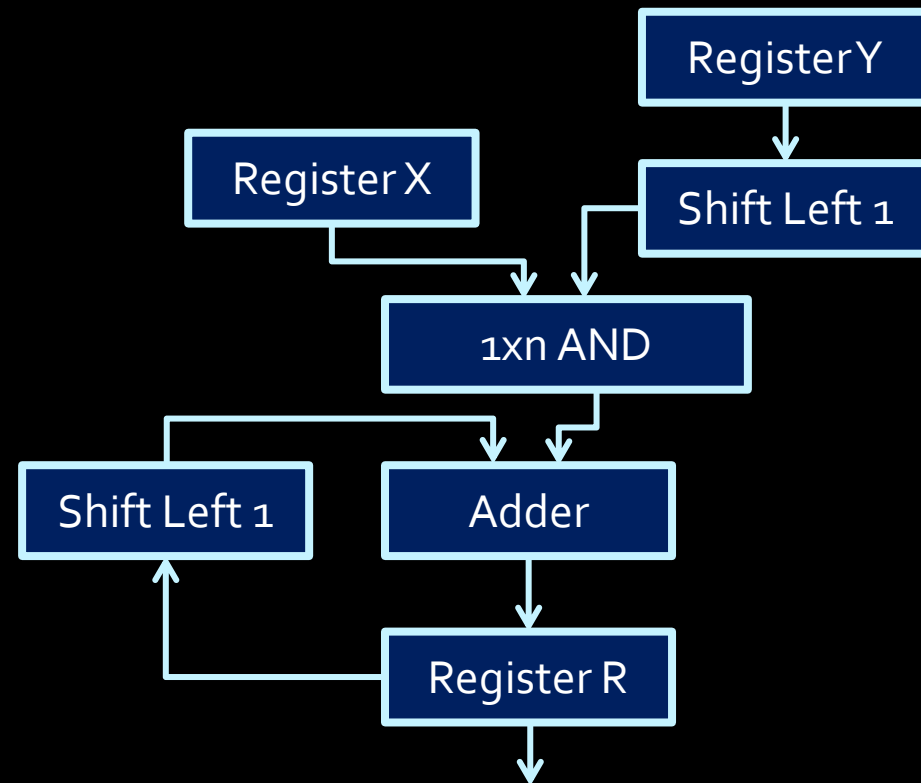 Register Y
Register X
Shift Left 1
1xn AND
Shift Left 1
Adder
Register R